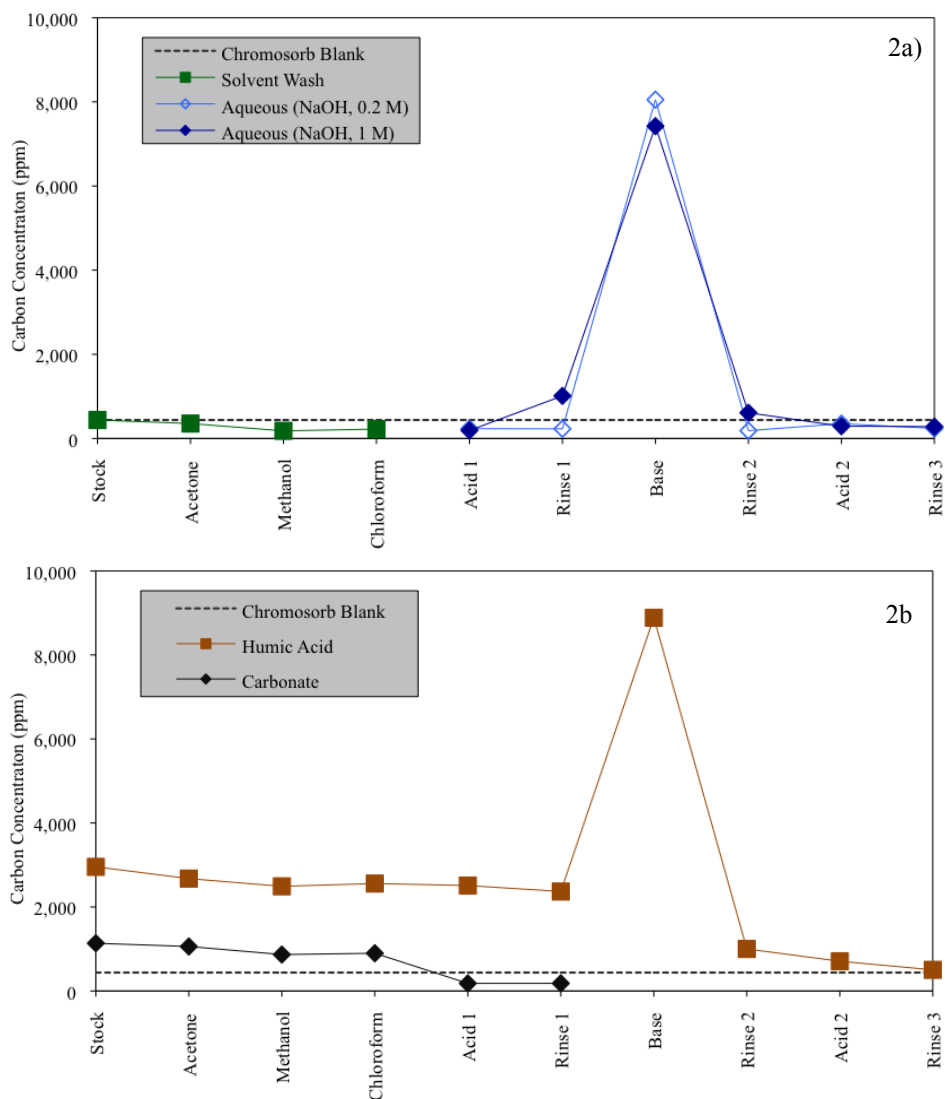 2a)
10,000
8,000
6,000
4,000
2,000
0
Carbon Concentraton (ppm)
Chromosorb Blank
Solvent Wash
Aqueous (NaOH, 0.2 M)
Aqueous (NaOH, 1 M)
Stock
Acetone
Methanol
Chloroform
Acid 1
Rinse 1
Base
Rinse 2
Acid 2
Rinse 3
2b
10,000
8,000
6,000
4,000
2,000
0
Carbon Concentraton (ppm)
Chromosorb Blank
Humic Acid
Carbonate
Stock
Acetone
Methanol
Chloroform
Acid 1
Rinse 1
Base
Rinse 2
Acid 2
Rinse 3